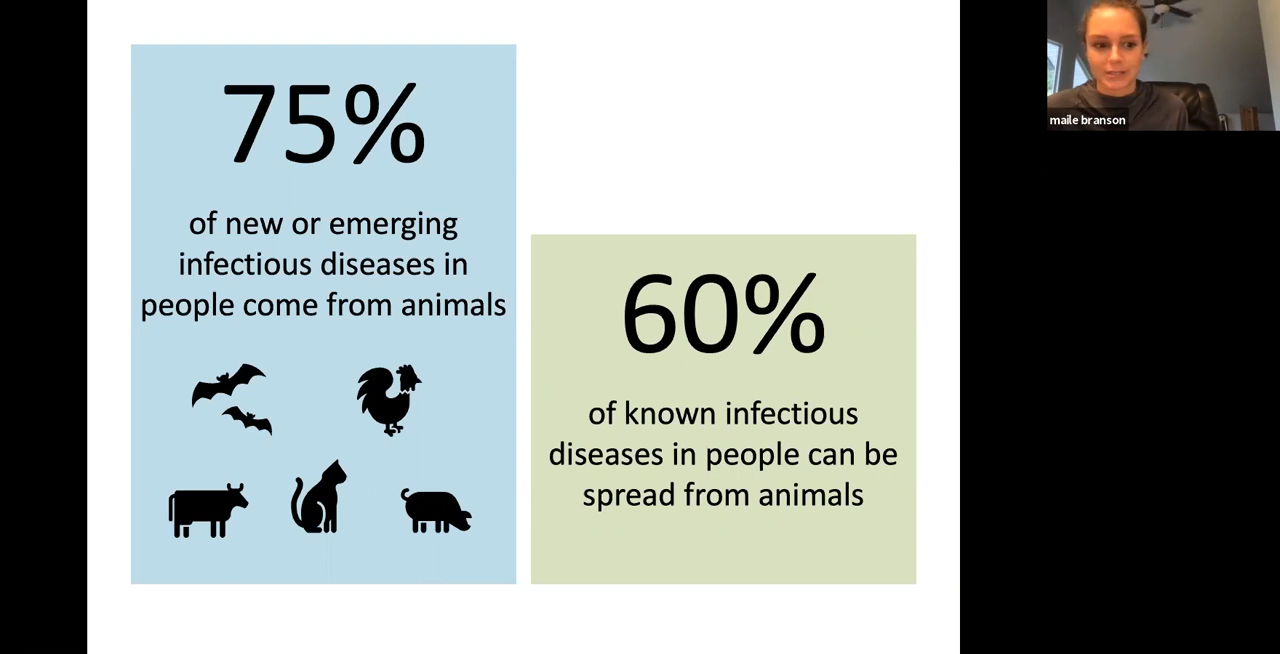 75%
of new or emerging
infectious diseases in
people come from animals
60%
of known infectious
diseases in people can be
spread from animals
maile branson